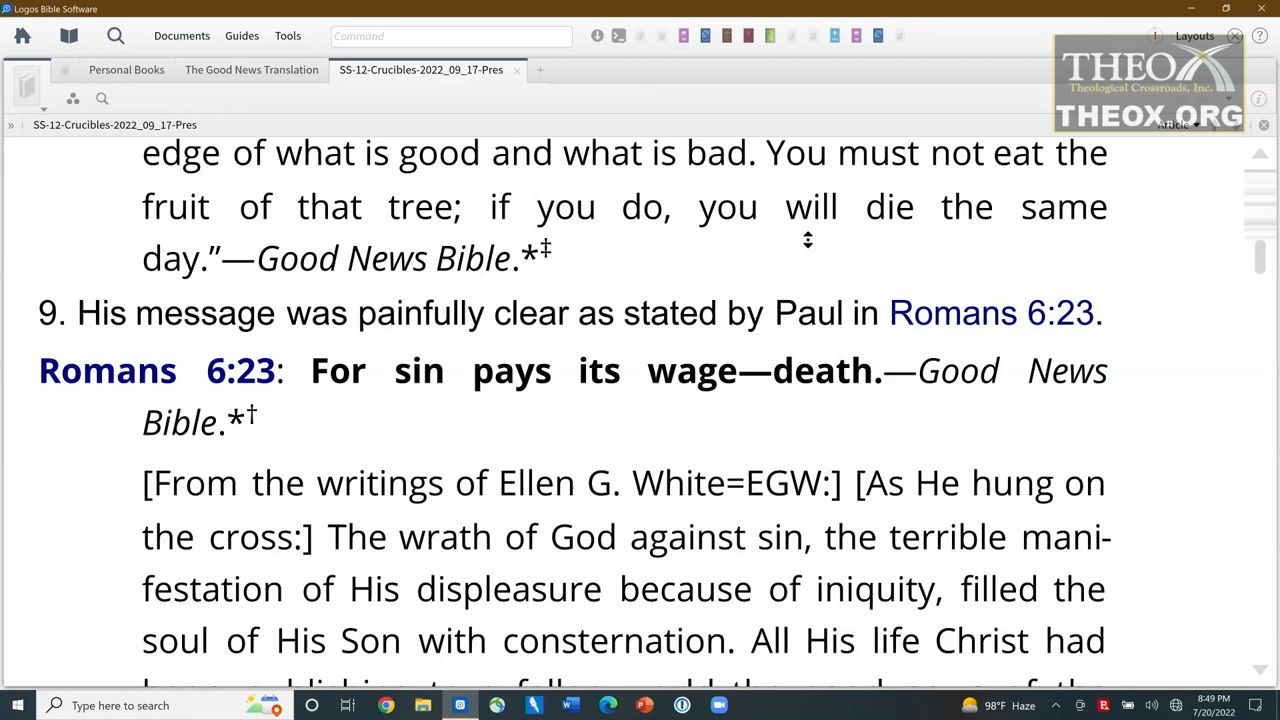 Logos Bible Software
Documents Guides Tools Command Layouts
THEOX
Theological Crossroads, Inc.
THEOX.ORG
Personal Books The Good News Translation SS-12-Crucibles-2022_09_17-Pres
SS-12-Crucibles-2022_09_17-Pres Article
edge of what is good and what is bad. You must not eat the
fruit of that tree; if you do, you will die the same
day.”—Good News Bible.*‡
9. His message was painfully clear as stated by Paul in Romans 6:23.
Romans 6:23: For sin pays its wage—death.—Good News
Bible.*†
[From the writings of Ellen G. White=EGW:] [As He hung on
the cross:] The wrath of God against sin, the terrible mani-
festation of His displeasure because of iniquity, filled the
soul of His Son with consternation. All His life Christ had
Type here to search 98°F Haze 8:49 PM
7/20/2022